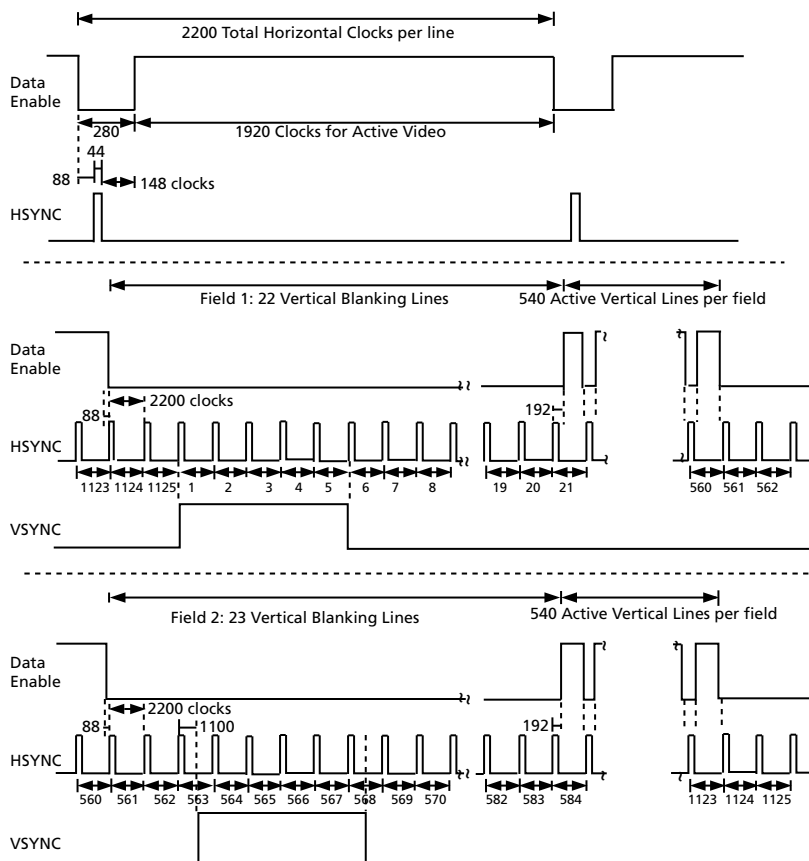 2200 Total Horizontal Clocks per line
Data
Enable
280
1920 Clocks for Active Video
44
88
148 clocks
HSYNC
Field 1: 22 Vertical Blanking Lines
540 Active Vertical Lines per field
Data
Enable
2200 clocks
88
192
HSYNC
1123 1124 1125 1 2 3 4 5 6 7 8 19 20 21 560 561 562
VSYNC
Field 2: 23 Vertical Blanking Lines
540 Active Vertical Lines per field
Data
Enable
2200 clocks
88
1100
192
HSYNC
560 561 562 563 564 565 566 567 568 569 570 582 583 584 1123 1124 1125
VSYNC